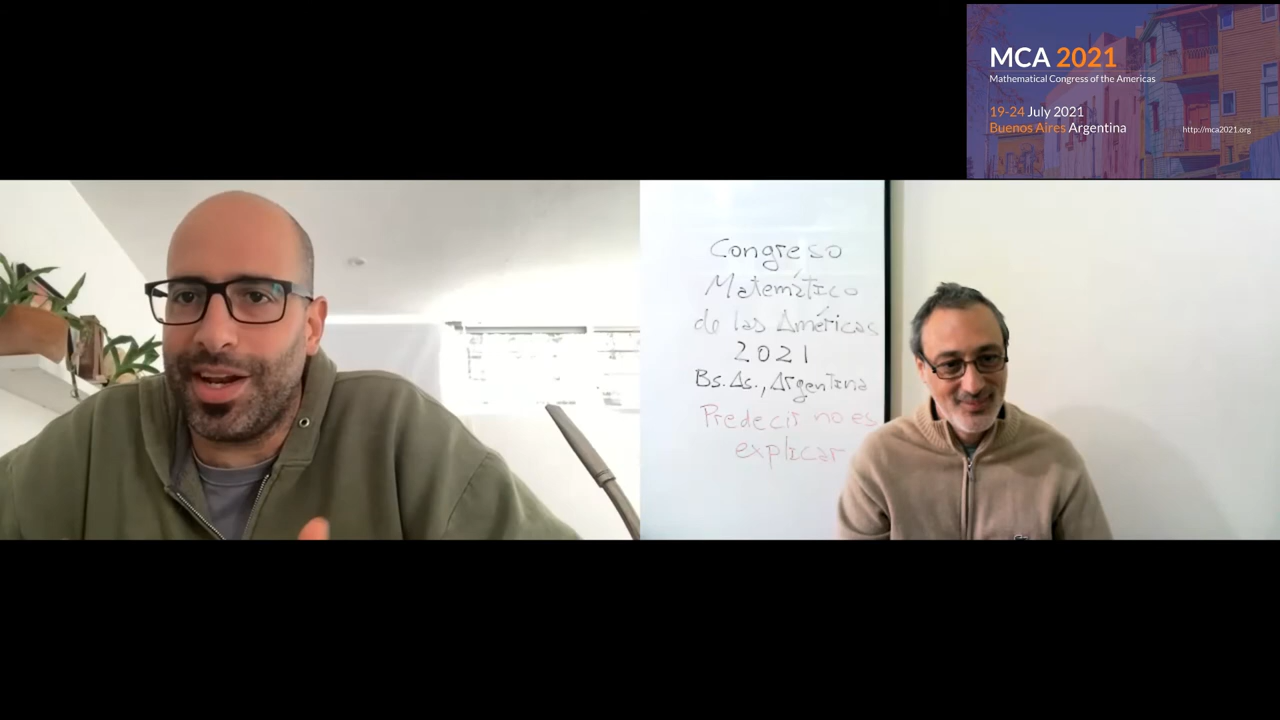 MCA 2021
Mathematical Congress of the Americas
19-24 July 2021
Buenos Aires Argentina
http://mca2021.org
Congreso
Matemático
de las Américas
2021
Bs. As., Argentina
Predecir no es
explicar